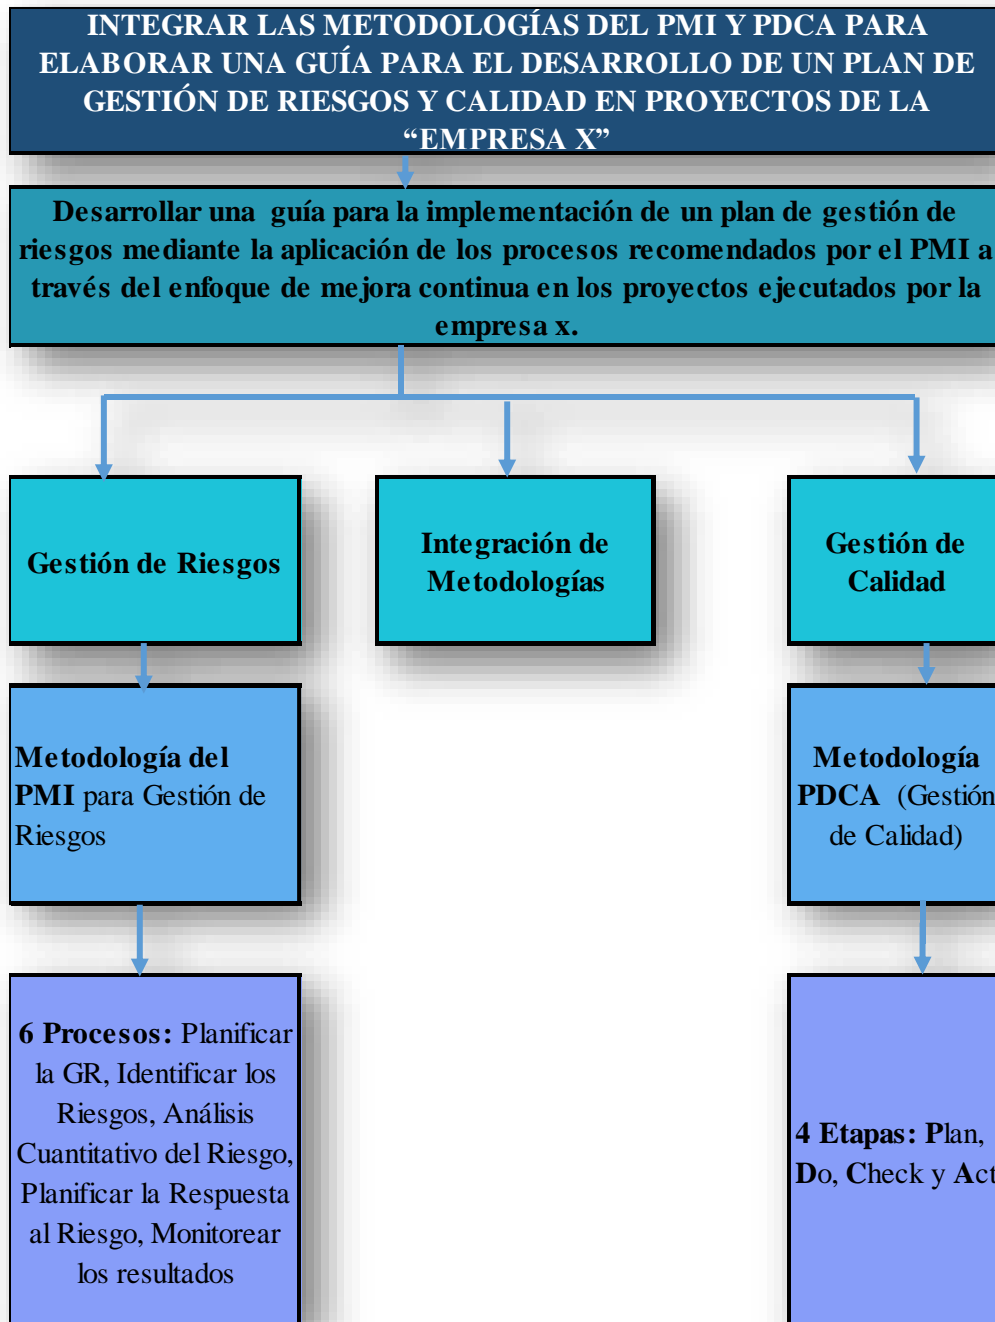 INTEGRAR LAS METODOLOGÍAS DEL PMI Y PDCA PARA
ELABORAR UNA GUÍA PARA EL DESARROLLO DE UN PLAN DE
GESTIÓN DE RIESGOS Y CALIDAD EN PROYECTOS DE LA
“EMPRESA X”
Desarrollar una guía para la implementación de un plan de gestión de
riesgos mediante la aplicación de los procesos recomendados por el PMI a
través del enfoque de mejora continua en los proyectos ejecutados por la
empresa x.
Gestión de Riesgos
Integración de
Metodologías
Gestión de
Calidad
Metodología del
PMI para Gestión de
Riesgos
Metodología
PDCA (Gestión
de Calidad)
6 Procesos: Planificar
la GR, Identificar los
Riesgos, Análisis
Cuantitativo del Riesgo,
Planificar la Respuesta
al Riesgo, Monitorear
los resultados
4 Etapas: Plan,
Do, Check y Act